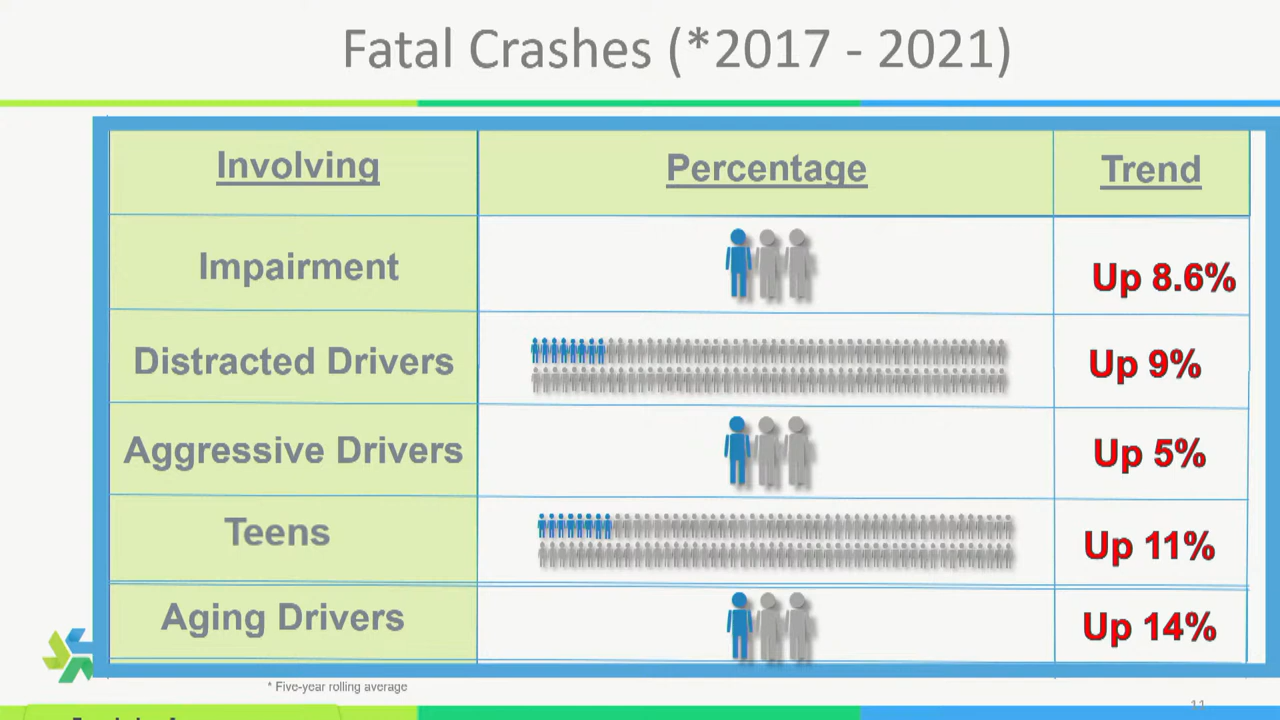 Fatal Crashes (*2017 - 2021)
Involving Percentage Trend
Impairment Up 8.6%
Distracted Drivers Up 9%
Aggressive Drivers Up 5%
Teens Up 11%
Aging Drivers Up 14%
* Five-year rolling average
11